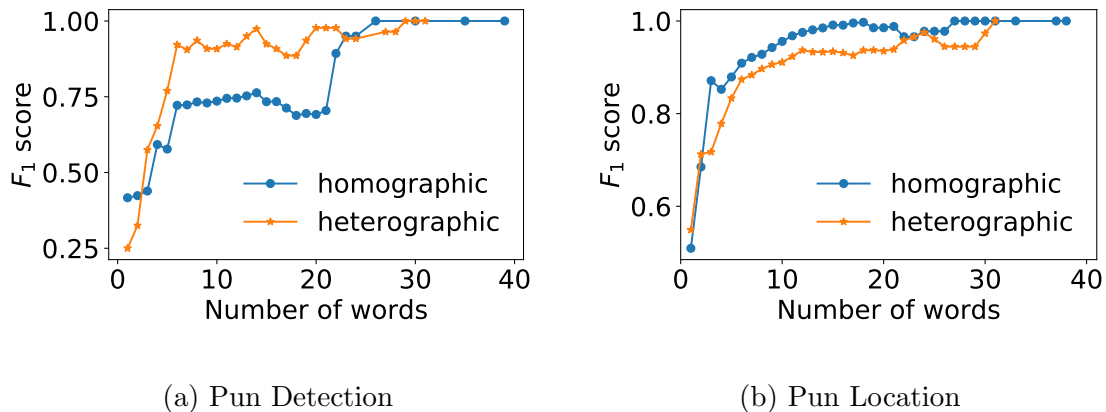 1.00
0.75
0.50
0.25
F1 score
homographic
heterographic
0 10 20 30 40
Number of words
(a) Pun Detection
1.0
0.8
0.6
F1 score
homographic
heterographic
0 10 20 30 40
Number of words
(b) Pun Location